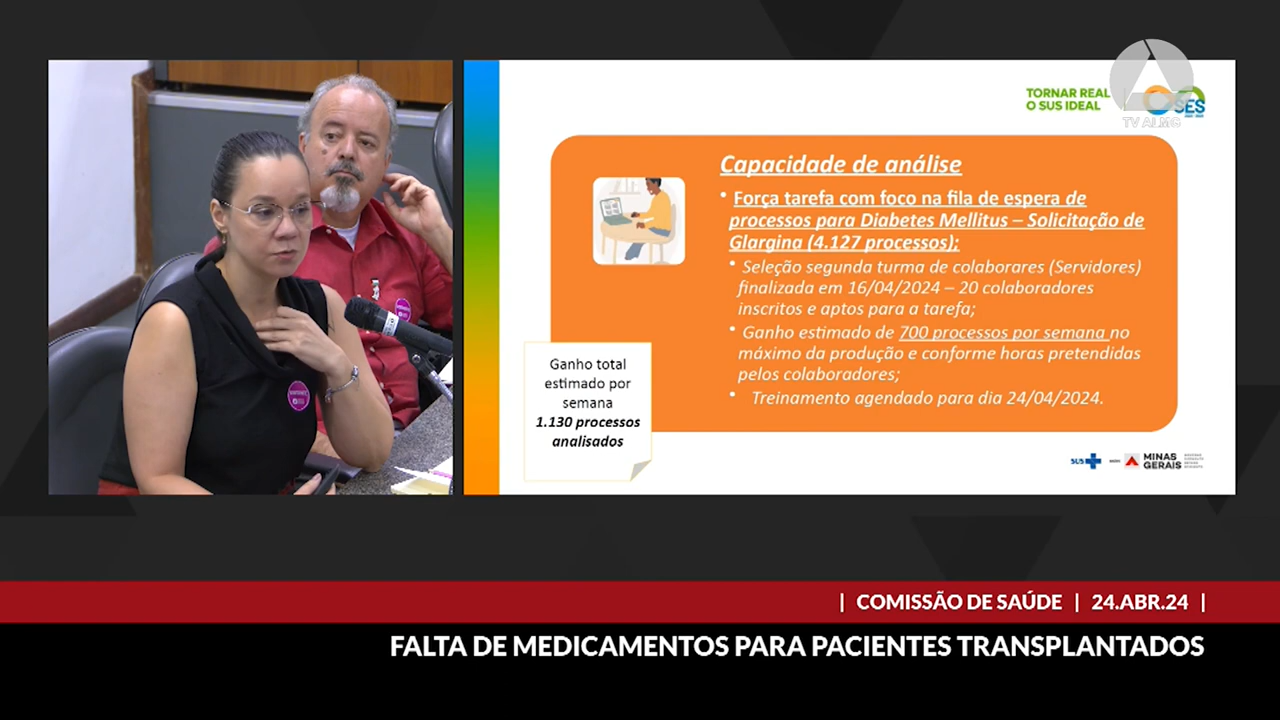 TORNAR REAL
O SUS IDEAL
SES
TV ALMG
Capacidade de análise
• Força tarefa com foco na fila de espera de
processos para Diabetes Mellitus – Solicitação de
Glargina (4.127 processos);
• Seleção segunda turma de colaborares (Servidores)
finalizada em 16/04/2024 – 20 colaboradores
inscritos e aptos para a tarefa;
• Ganho estimado de 700 processos por semana no
máximo da produção e conforme horas pretendidas
pelos colaboradores;
• Treinamento agendado para dia 24/04/2024.
Ganho total
estimado por
semana
1.130 processos
analisados
SUS
MINAS
GERAIS
| COMISSÃO DE SAÚDE | 24.ABR.24 |
FALTA DE MEDICAMENTOS PARA PACIENTES TRANSPLANTADOS